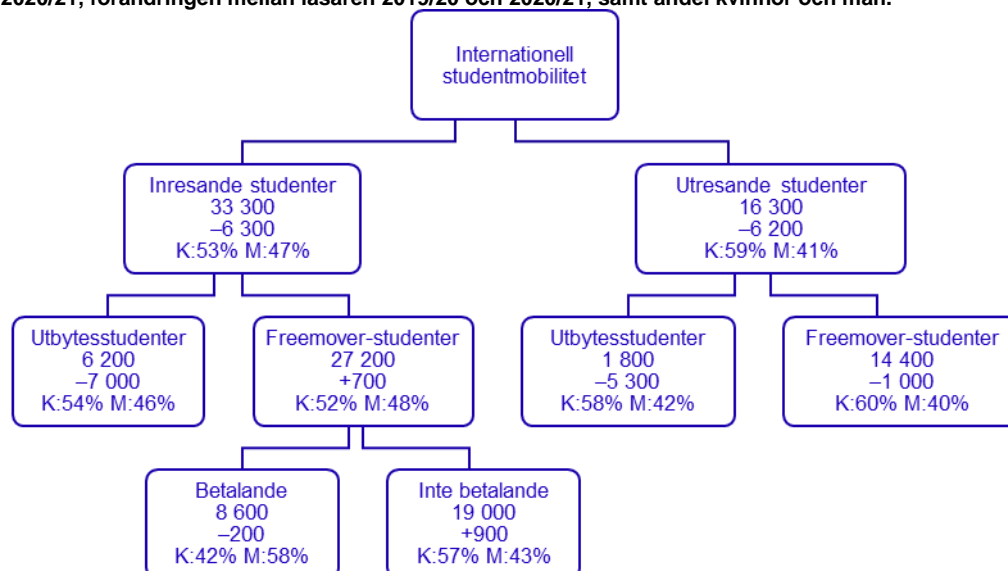 2020/21, förändringen mellan läsåren 2019/20 och 2020/21, samt andel kvinnor och män.
Internationell
studentmobilitet
Inresande studenter
33 300
–6 300
K:53% M:47%
Utresande studenter
16 300
–6 200
K:59% M:41%
Utbytesstudenter
6 200
–7 000
K:54% M:46%
Freemover-studenter
27 200
+700
K:52% M:48%
Utbytesstudenter
1 800
–5 300
K:58% M:42%
Freemover-studenter
14 400
–1 000
K:60% M:40%
Betalande
8 600
–200
K:42% M:58%
Inte betalande
19 000
+900
K:57% M:43%